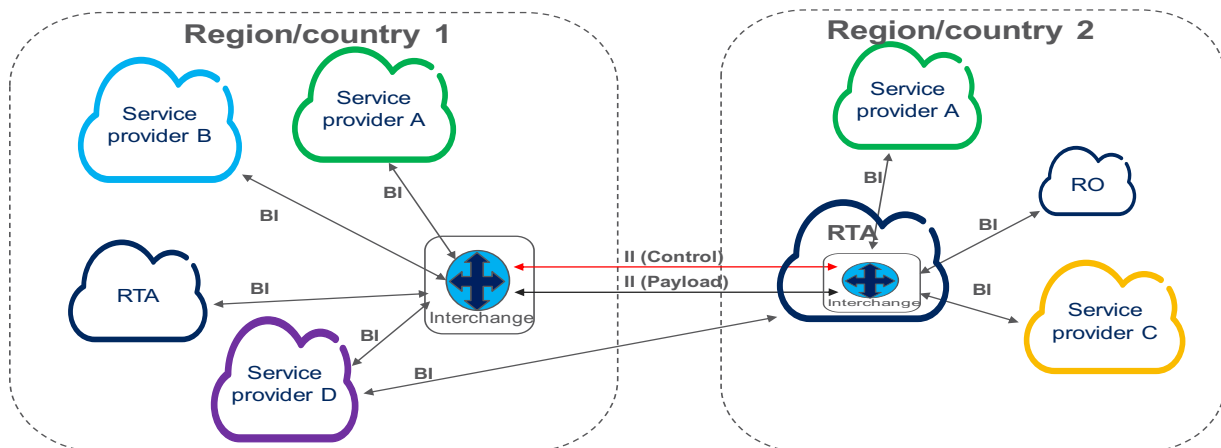 Region/country 1
Service
provider B
Service
provider A
BI
BI
RTA
BI
Interchange
BI
Service
provider D
II (Control)
II (Payload)
BI
Region/country 2
Service
provider A
BI
RO
BI
RTA
Interchange
BI
Service
provider C